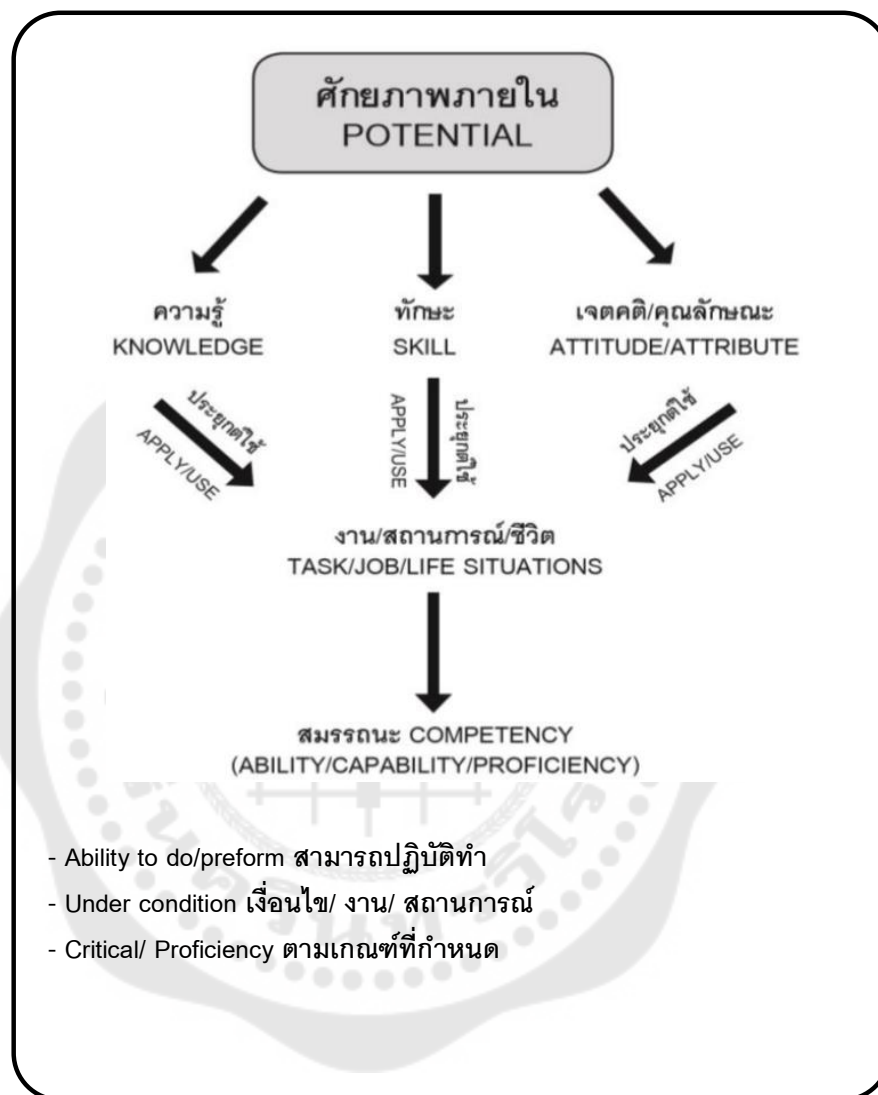 ศักยภาพภายใน
POTENTIAL
ความรู้
KNOWLEDGE
ทักษะ
SKILL
เจตคติ/คุณลักษณะ
ATTITUDE/ATTRIBUTE
ประยุกต์ใช้
APPLY/USE
APPLY/USE
ประยุกต์ใช้
ประยุกต์ใช้
APPLY/USE
งาน/สถานการณ์/ชีวิต
TASK/JOB/LIFE SITUATIONS
สมรรถนะ COMPETENCY
(ABILITY/CAPABILITY/PROFICIENCY)
- Ability to do/preform สามารถปฏิบัติทำ
- Under condition เงื่อนไข/ งาน/ สถานการณ์
- Critical/ Proficiency ตามเกณฑ์ที่กำหนด